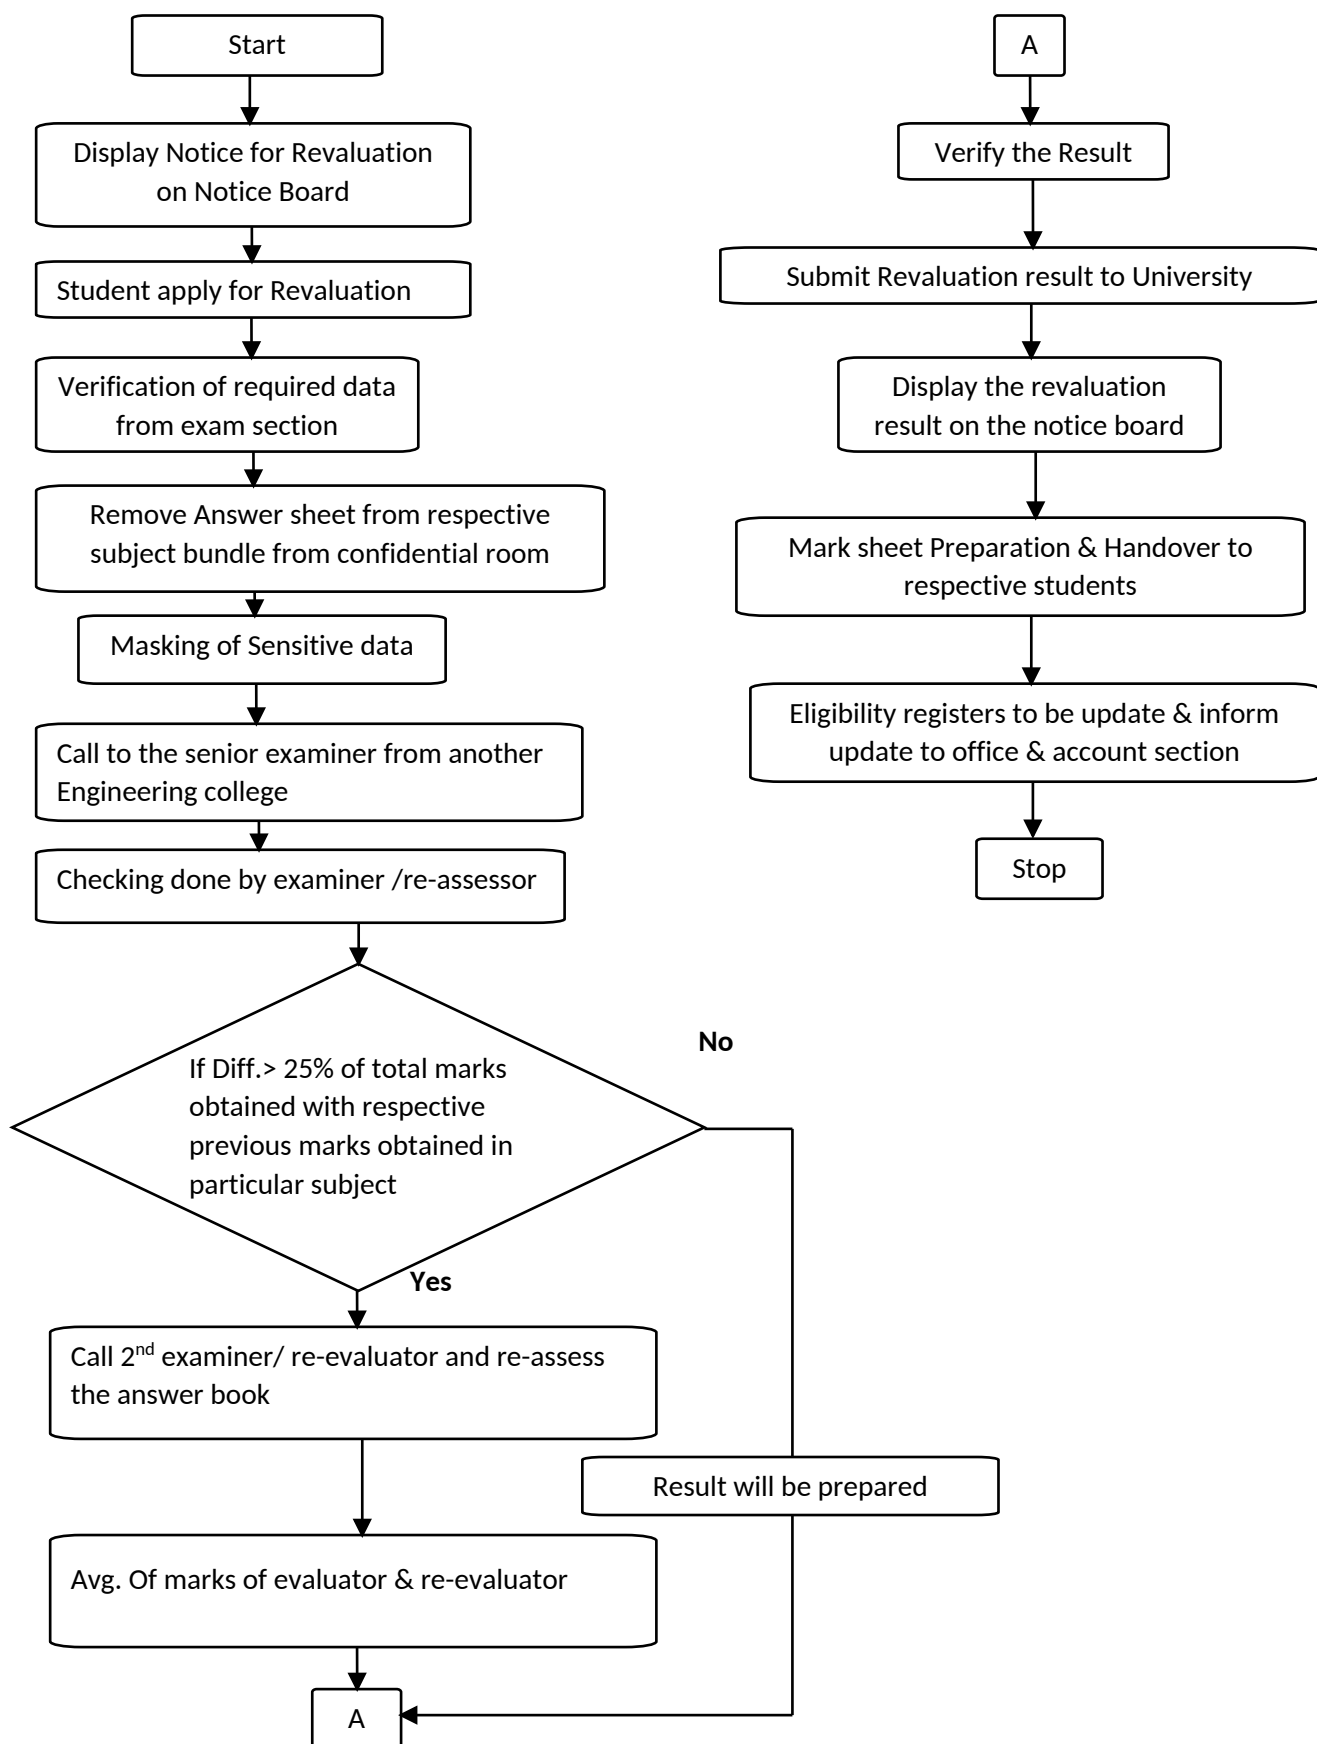 Start
Display Notice for Revaluation
on Notice Board
Student apply for Revaluation
Verification of required data
from exam section
Remove Answer sheet from respective
subject bundle from confidential room
Masking of Sensitive data
Call to the senior examiner from another
Engineering college
Checking done by examiner /re-assessor
If Diff.> 25% of total marks
obtained with respective
previous marks obtained in
particular subject
No
Yes
Call 2nd examiner/ re-evaluator and re-assess
the answer book
Result will be prepared
Avg. Of marks of evaluator & re-evaluator
A
A
Verify the Result
Submit Revaluation result to University
Display the revaluation
result on the notice board
Mark sheet Preparation & Handover to
respective students
Eligibility registers to be update & inform
update to office & account section
Stop